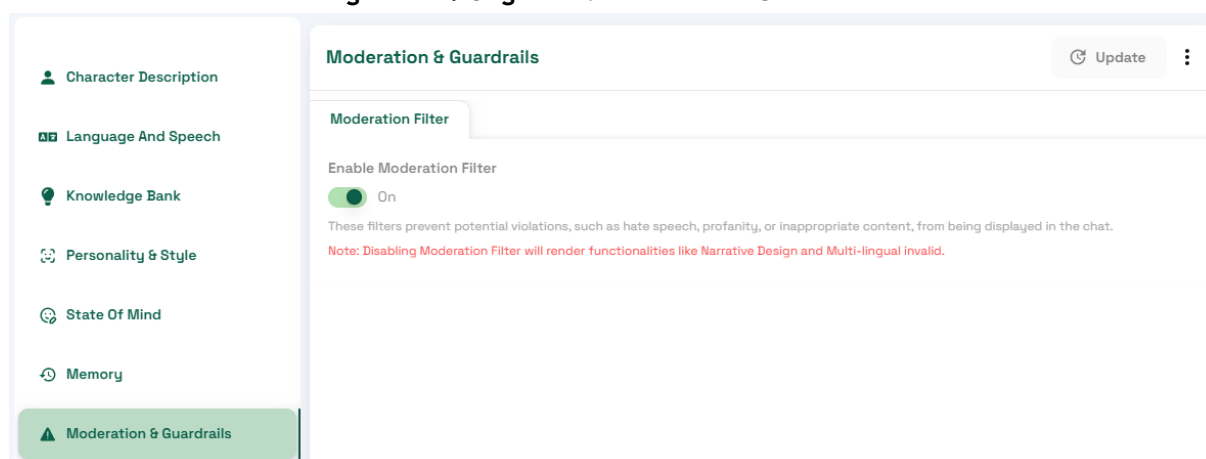 Character Description
Language And Speech
Knowledge Bank
Personality & Style
State Of Mind
Memory
Moderation & Guardrails
Moderation & Guardrails
Update
Moderation Filter
Enable Moderation Filter
On
These filters prevent potential violations, such as hate speech, profanity, or inappropriate content, from being displayed in the chat.
Note: Disabling Moderation Filter will render functionalities like Narrative Design and Multi-lingual invalid.